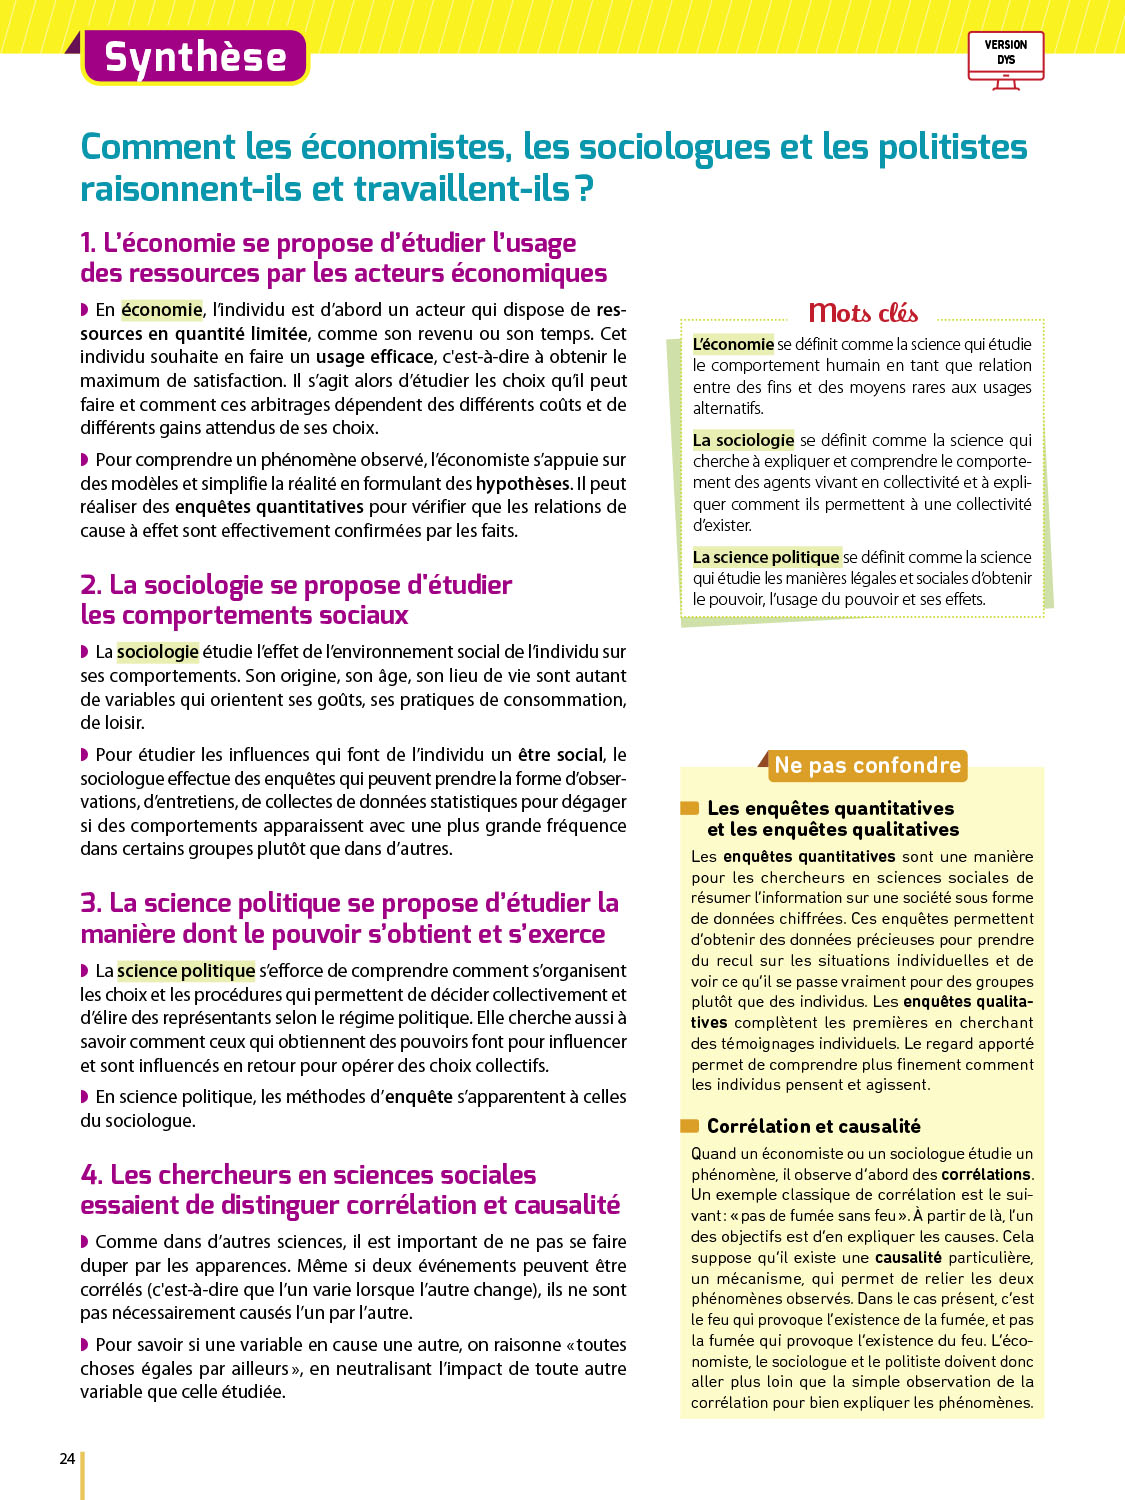 Synthèse
VERSION
DYS
Comment les économistes, les sociologues et les politistes
raisonnent-ils et travaillent-ils ?
1. L’économie se propose d’étudier l’usage
des ressources par les acteurs économiques
En économie, l’individu est d’abord un acteur qui dispose de res-
sources en quantité limitée, comme son revenu ou son temps. Cet
individu souhaite en faire un usage efficace, c'est-à-dire à obtenir le
maximum de satisfaction. Il s’agit alors d’étudier les choix qu’il peut
faire et comment ces arbitrages dépendent des différents coûts et de
différents gains attendus de ses choix.
Pour comprendre un phénomène observé, l’économiste s’appuie sur
des modèles et simplifie la réalité en formulant des hypothèses. Il peut
réaliser des enquêtes quantitatives pour vérifier que les relations de
cause à effet sont effectivement confirmées par les faits.
2. La sociologie se propose d'étudier
les comportements sociaux
La sociologie étudie l’effet de l’environnement social de l’individu sur
ses comportements. Son origine, son âge, son lieu de vie sont autant
de variables qui orientent ses goûts, ses pratiques de consommation,
de loisir.
Pour étudier les influences qui font de l’individu un être social, le
sociologue effectue des enquêtes qui peuvent prendre la forme d’obser-
vations, d’entretiens, de collectes de données statistiques pour dégager
si des comportements apparaissent avec une plus grande fréquence
dans certains groupes plutôt que dans d’autres.
3. La science politique se propose d’étudier la
manière dont le pouvoir s’obtient et s’exerce
La science politique s’efforce de comprendre comment s’organisent
les choix et les procédures qui permettent de décider collectivement et
d’élire des représentants selon le régime politique. Elle cherche aussi à
savoir comment ceux qui obtiennent des pouvoirs font pour influencer
et sont influencés en retour pour opérer des choix collectifs.
En science politique, les méthodes d’enquête s’apparentent à celles
du sociologue.
4. Les chercheurs en sciences sociales
essaient de distinguer corrélation et causalité
Comme dans d’autres sciences, il est important de ne pas se faire
duper par les apparences. Même si deux événements peuvent être
corrélés (c'est-à-dire que l’un varie lorsque l’autre change), ils ne sont
pas nécessairement causés l’un par l’autre.
Pour savoir si une variable en cause une autre, on raisonne « toutes
choses égales par ailleurs », en neutralisant l’impact de toute autre
variable que celle étudiée.
Mots clés
L’économie se définit comme la science qui étudie
le comportement humain en tant que relation
entre des fins et des moyens rares aux usages
alternatifs.
La sociologie se définit comme la science qui
cherche à expliquer et comprendre le comporte-
ment des agents vivant en collectivité et à expli-
quer comment ils permettent à une collectivité
d’exister.
La science politique se définit comme la science
qui étudie les manières légales et sociales d’obtenir
le pouvoir, l’usage du pouvoir et ses effets.
Ne pas confondre
Les enquêtes quantitatives
et les enquêtes qualitatives
Les enquêtes quantitatives sont une manière
pour les chercheurs en sciences sociales de
résumer l’information sur une société sous forme
de données chiffrées. Ces enquêtes permettent
d’obtenir des données précieuses pour prendre
du recul sur les situations individuelles et de
voir ce qu’il se passe vraiment pour des groupes
plutôt que des individus. Les enquêtes qualita-
tives complètent les premières en cherchant
des témoignages individuels. Le regard apporté
permet de comprendre plus finement comment
les individus pensent et agissent.
Corrélation et causalité
Quand un économiste ou un sociologue étudie un
phénomène, il observe d’abord des corrélations.
Un exemple classique de corrélation est le sui-
vant : « pas de fumée sans feu ». À partir de là, l’un
des objectifs est d’en expliquer les causes. Cela
suppose qu’il existe une causalité particulière,
un mécanisme, qui permet de relier les deux
phénomènes observés. Dans le cas présent, c’est
le feu qui provoque l’existence de la fumée, et pas
la fumée qui provoque l’existence du feu. L’éco-
nomiste, le sociologue et le politiste doivent donc
aller plus loin que la simple observation de la
corrélation pour bien expliquer les phénomènes.
24